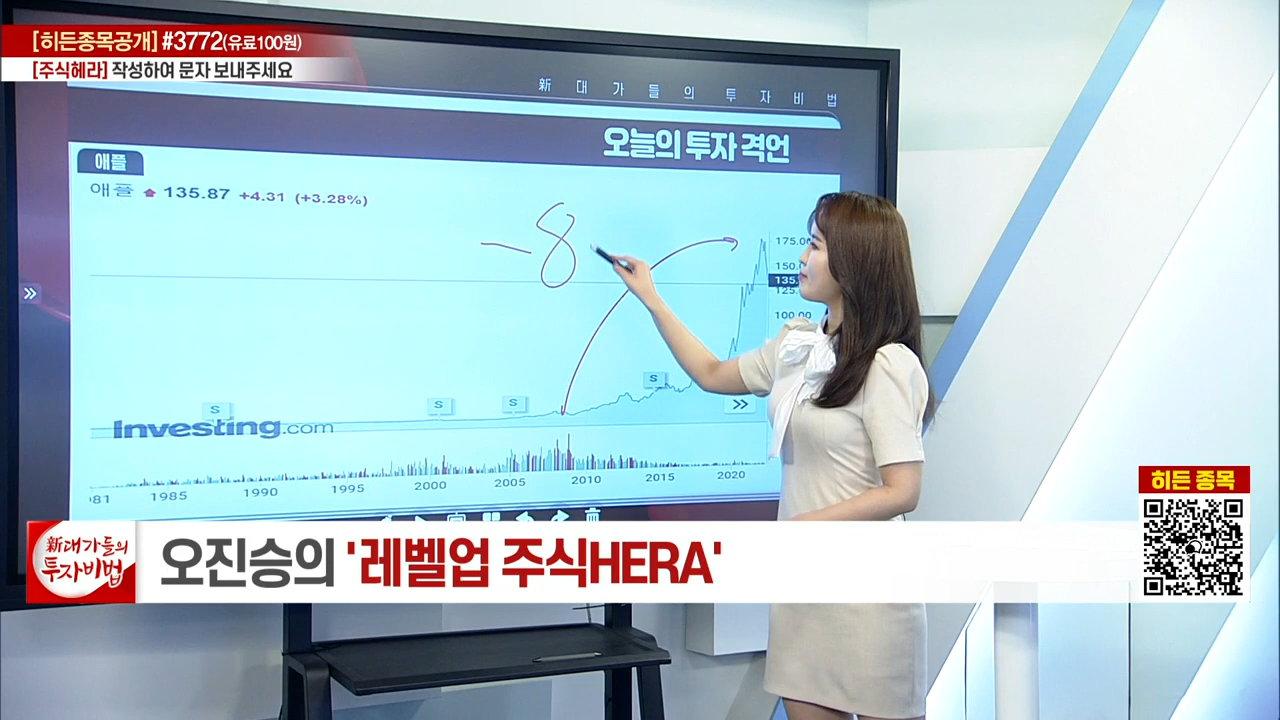 [히든종목공개] #3772(유료100원)
[주식헤라] 작성하여 문자 보내주세요
新 대 가 들 의 투 자 비 법
오늘의 투자 격언
애플
애플 135.87 +4.31 (+3.28%)
-8
175.00
150.
135.
125.
100.00
S
S
S
S
Investing.com
1985 1990 1995 2000 2005 2010 2015 2020
히든 종목
新대가들의
투자비법
오진승의 '레벨업 주식HERA'